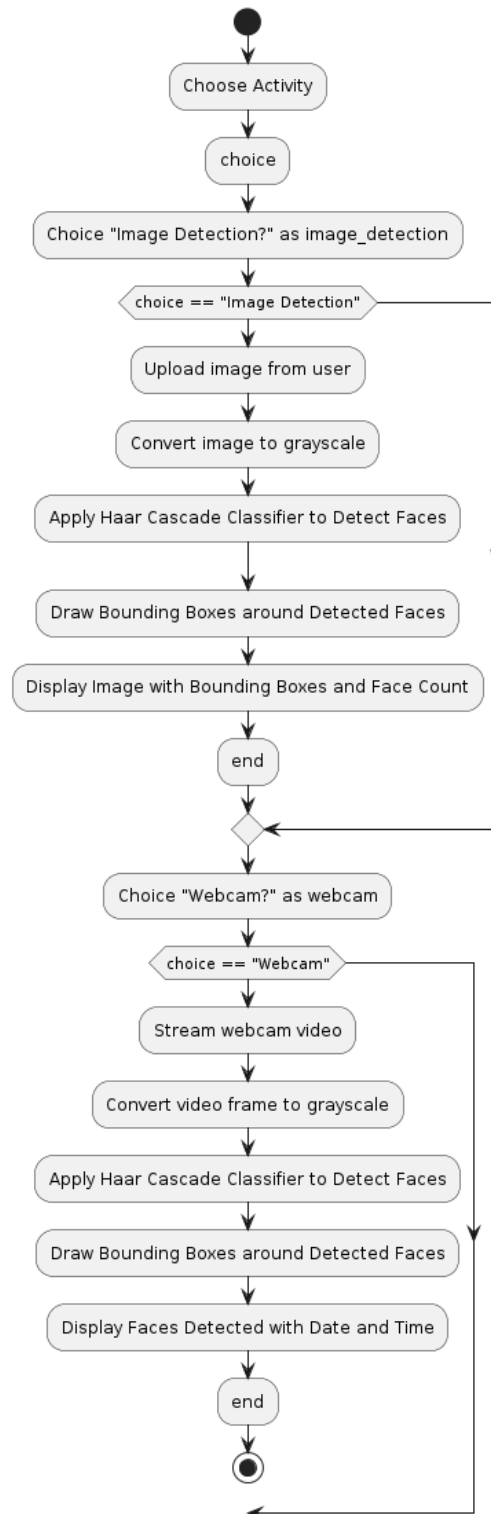 Choose Activity
choice
Choice "Image Detection?" as image_detection
choice == "Image Detection"
Upload image from user
Convert image to grayscale
Apply Haar Cascade Classifier to Detect Faces
Draw Bounding Boxes around Detected Faces
Display Image with Bounding Boxes and Face Count
end
Choice "Webcam?" as webcam
choice == "Webcam"
Stream webcam video
Convert video frame to grayscale
Apply Haar Cascade Classifier to Detect Faces
Draw Bounding Boxes around Detected Faces
Display Faces Detected with Date and Time
end